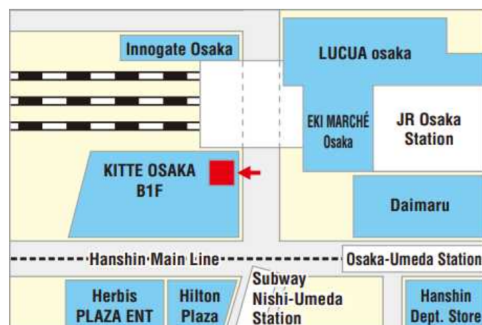 Innogate Osaka
LUCUA osaka
EKI MARCHÉ
Osaka
JR Osaka
Station
KITTE OSAKA
B1F
Daimaru
Hanshin Main Line
Osaka-Umeda Station
Subway
Nishi-Umeda
Station
Herbis
PLAZA ENT
Hilton
Plaza
Hanshin
Dept. Store